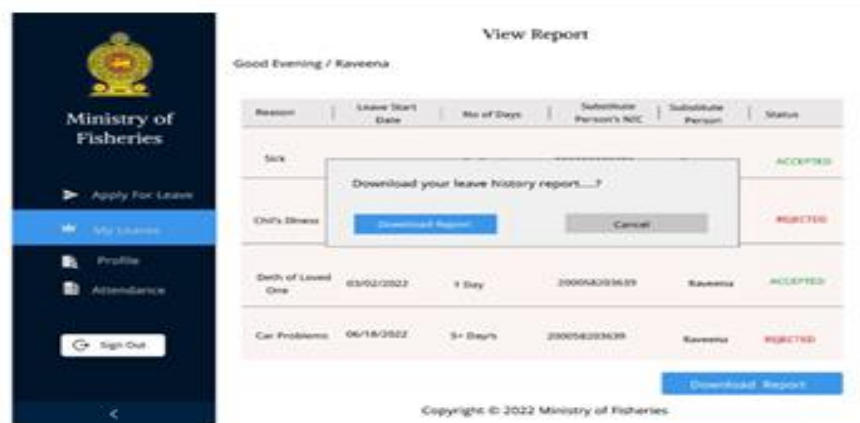 View Report
Good Evening / Raveena
Ministry of
Fisheries
Apply For Leave
My Leaves
Profile
Attendance
Sign Out
<
Reason | Leave Start Date | No of Days | Substitute Person's NIC | Substitute Person | Status
Sick ACCEPTED
Download your leave history report....?
Download Report Cancel
Chil's Illness REJECTED
Deth of Loved One 03/02/2022 1 Day 200058203639 Raveena ACCEPTED
Car Problems 06/18/2022 5+ Day's 200058203639 Raveena REJECTED
Download Report
Copyright © 2022 Ministry of Fisheries